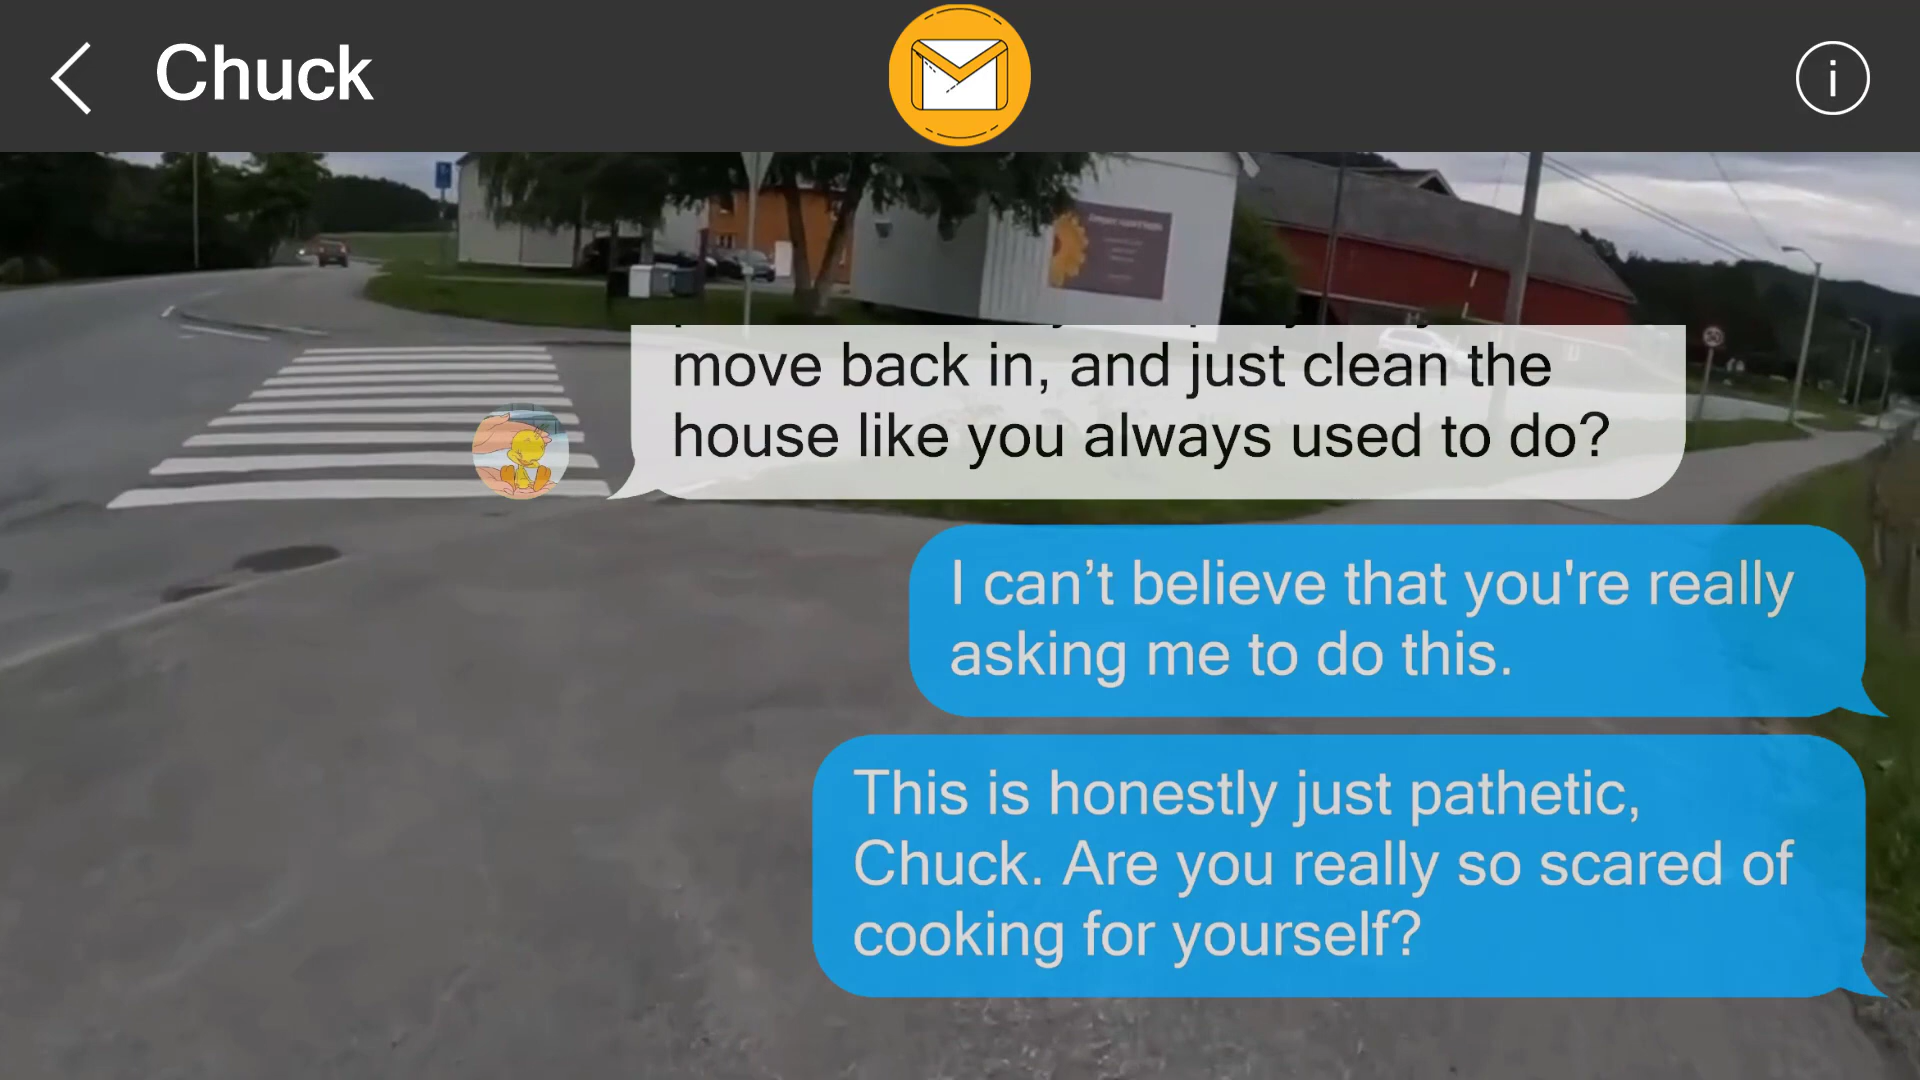 Chuck
i
move back in, and just clean the
house like you always used to do?
I can’t believe that you're really
asking me to do this.
This is honestly just pathetic,
Chuck. Are you really so scared of
cooking for yourself?